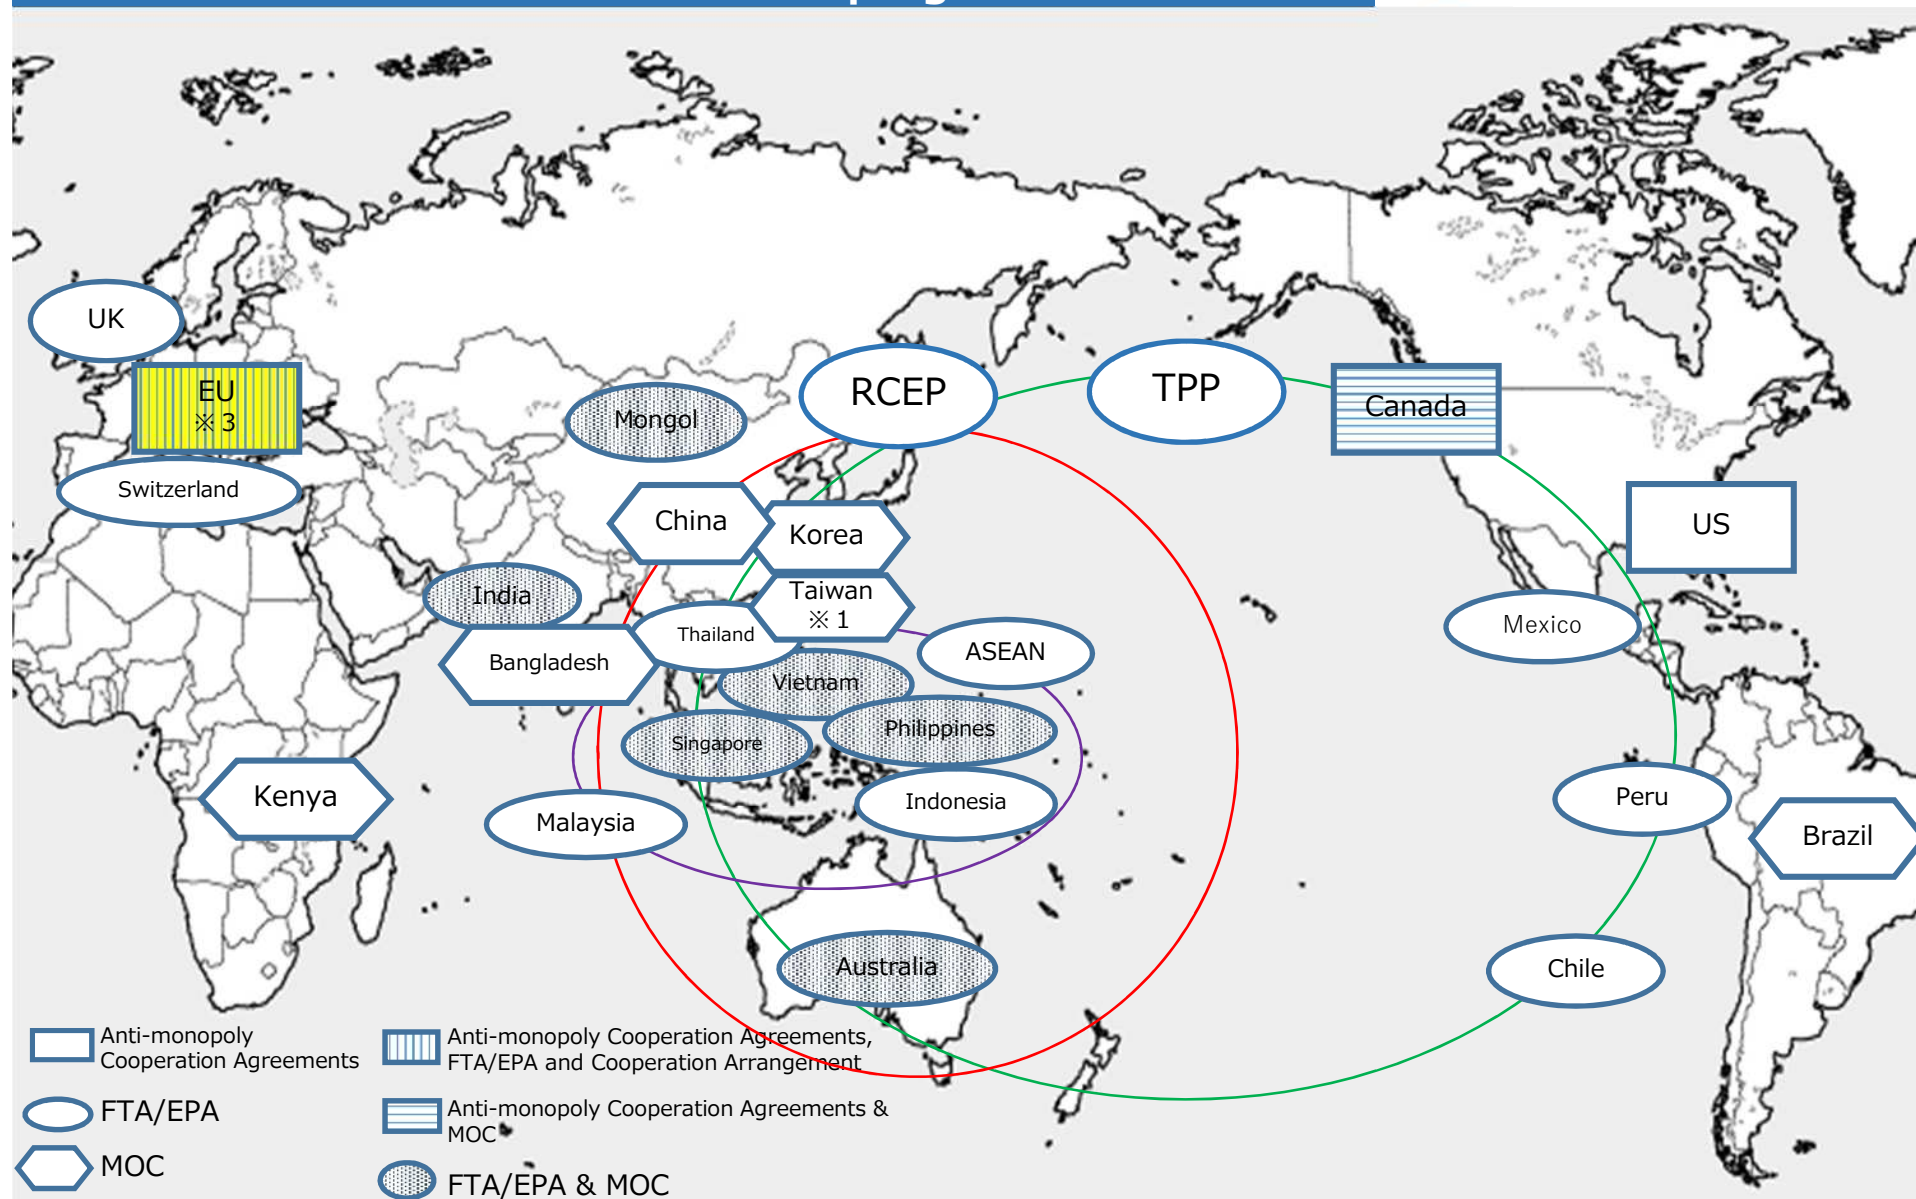 UK
EU
※ 3
Switzerland
Mongol
RCEP
TPP
Canada
China
Korea
US
India
Taiwan
※ 1
Thailand
Bangladesh
ASEAN
Mexico
Vietnam
Singapore
Philippines
Kenya
Malaysia
Indonesia
Peru
Brazil
Australia
Chile
Anti-monopoly
Cooperation Agreements
FTA/EPA
MOC
Anti-monopoly Cooperation Agreements,
FTA/EPA and Cooperation Arrangement
Anti-monopoly Cooperation Agreements &
MOC
FTA/EPA & MOC